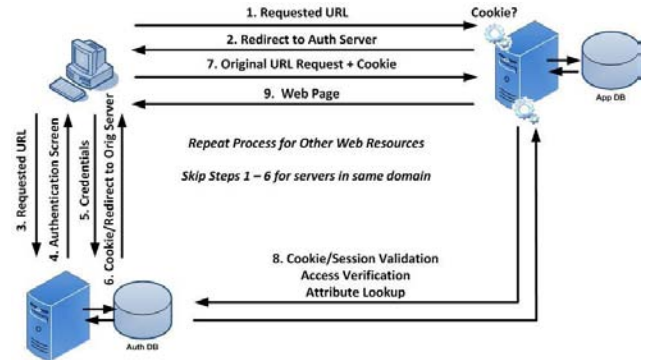 1. Requested URL
Cookie?
2. Redirect to Auth Server
7. Original URL Request + Cookie
9. Web Page
App DB
Repeat Process for Other Web Resources
Skip Steps 1 – 6 for servers in same domain
3. Requested URL
4. Authentication Screen
5. Credentials
6. Cookie/Redirect to Orig Server
8. Cookie/Session Validation
Access Verification
Attribute Lookup
Auth DB